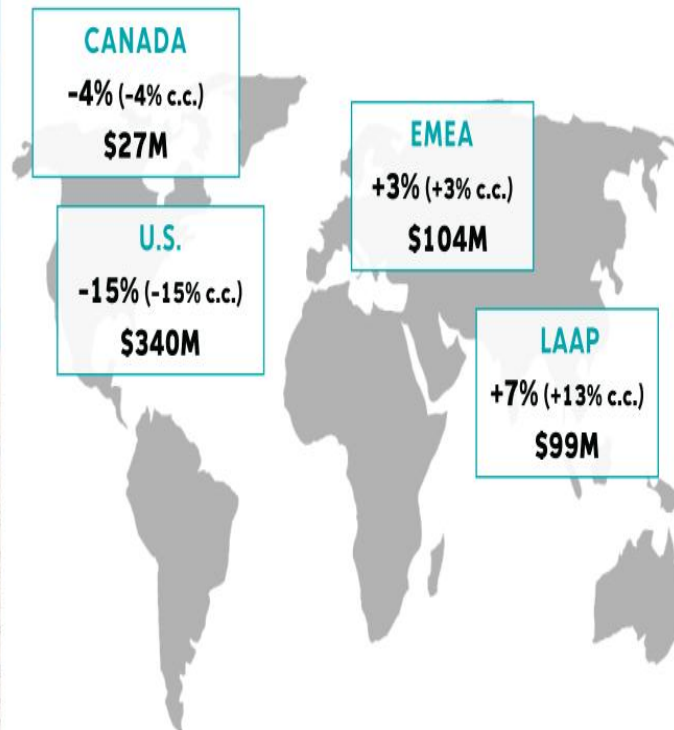 CANADA
-4% (-4% c.c.)
$27M
EMEA
+3% (+3% c.c.)
$104M
U.S.
-15% (-15% c.c.)
$340M
LAAP
+7% (+13% c.c.)
$99M